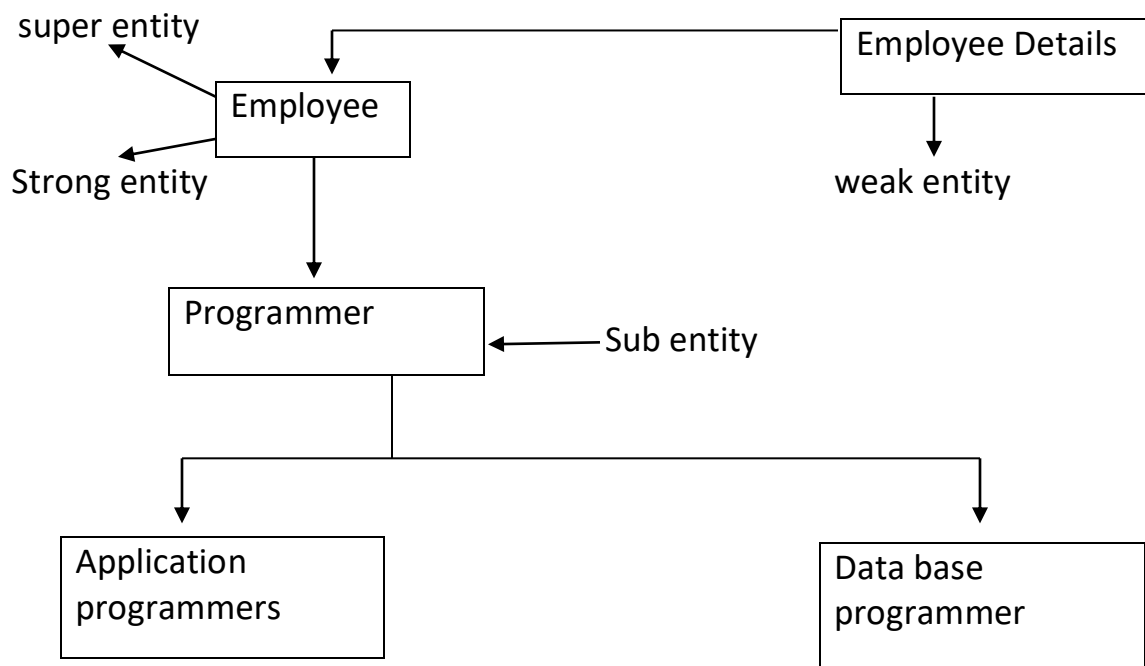 super entity
Employee Details
Employee
Strong entity
weak entity
Programmer
Sub entity
Application
programmers
Data base
programmer